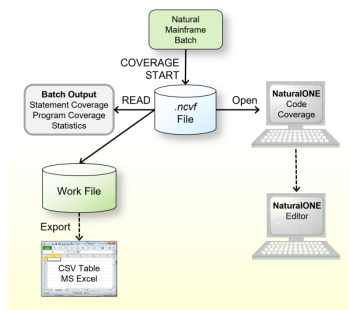 Natural
Mainframe
Batch
COVERAGE
START
Batch Output
Statement Coverage
Program Coverage
Statistics
READ
.ncvf
File
Open
NaturalONE
Code
Coverage
Work File
NaturalONE
Editor
Export
CSV Table
MS Excel